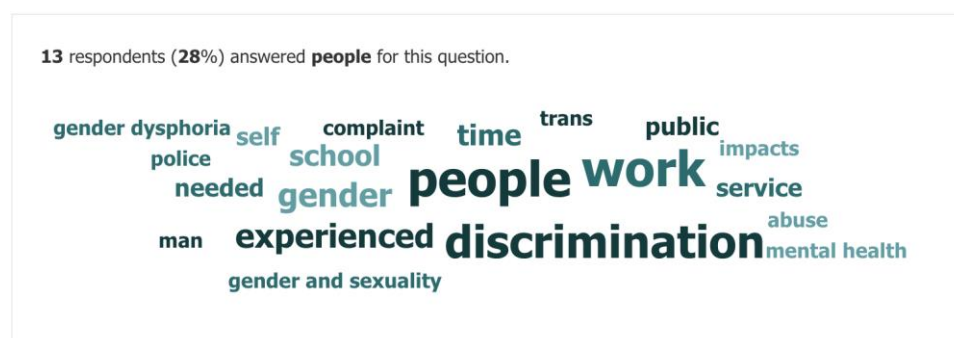 13 respondents (28%) answered people for this question.
gender dysphoria self complaint time trans public
police school impacts
needed gender people work service
man experienced discrimination abuse
mental health
gender and sexuality